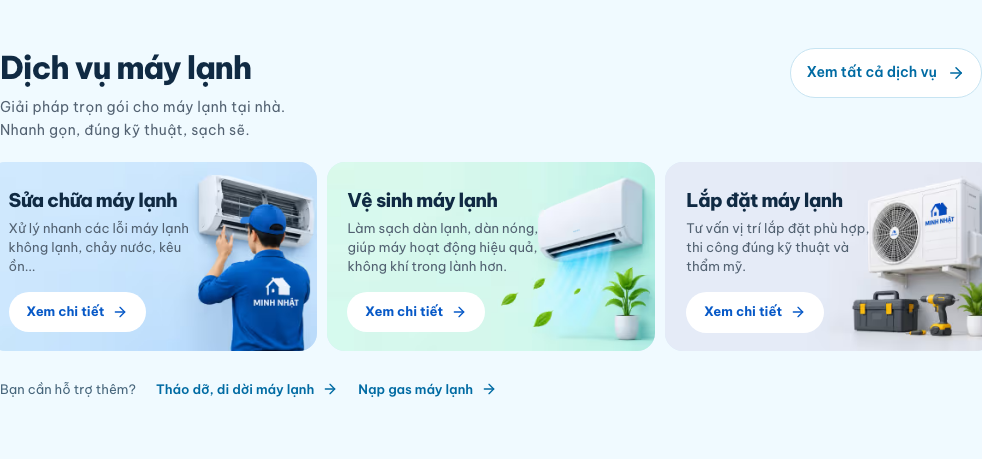 Dịch vụ máy lạnh
Xem tất cả dịch vụ
Giải pháp trọn gói cho máy lạnh tại nhà.
Nhanh gọn, đúng kỹ thuật, sạch sẽ.
Sửa chữa máy lạnh
Xử lý nhanh các lỗi máy lạnh
không lạnh, chảy nước, kêu
ồn...
Xem chi tiết
MINH NHẬT
Vệ sinh máy lạnh
Làm sạch dàn lạnh, dàn nóng,
giúp máy hoạt động hiệu quả,
không khí trong lành hơn.
Xem chi tiết
Lắp đặt máy lạnh
Tư vấn vị trí lắp đặt phù hợp,
thi công đúng kỹ thuật và
thẩm mỹ.
Xem chi tiết
MINH NHẬT
Bạn cần hỗ trợ thêm?
Tháo dỡ, di dời máy lạnh
Nạp gas máy lạnh